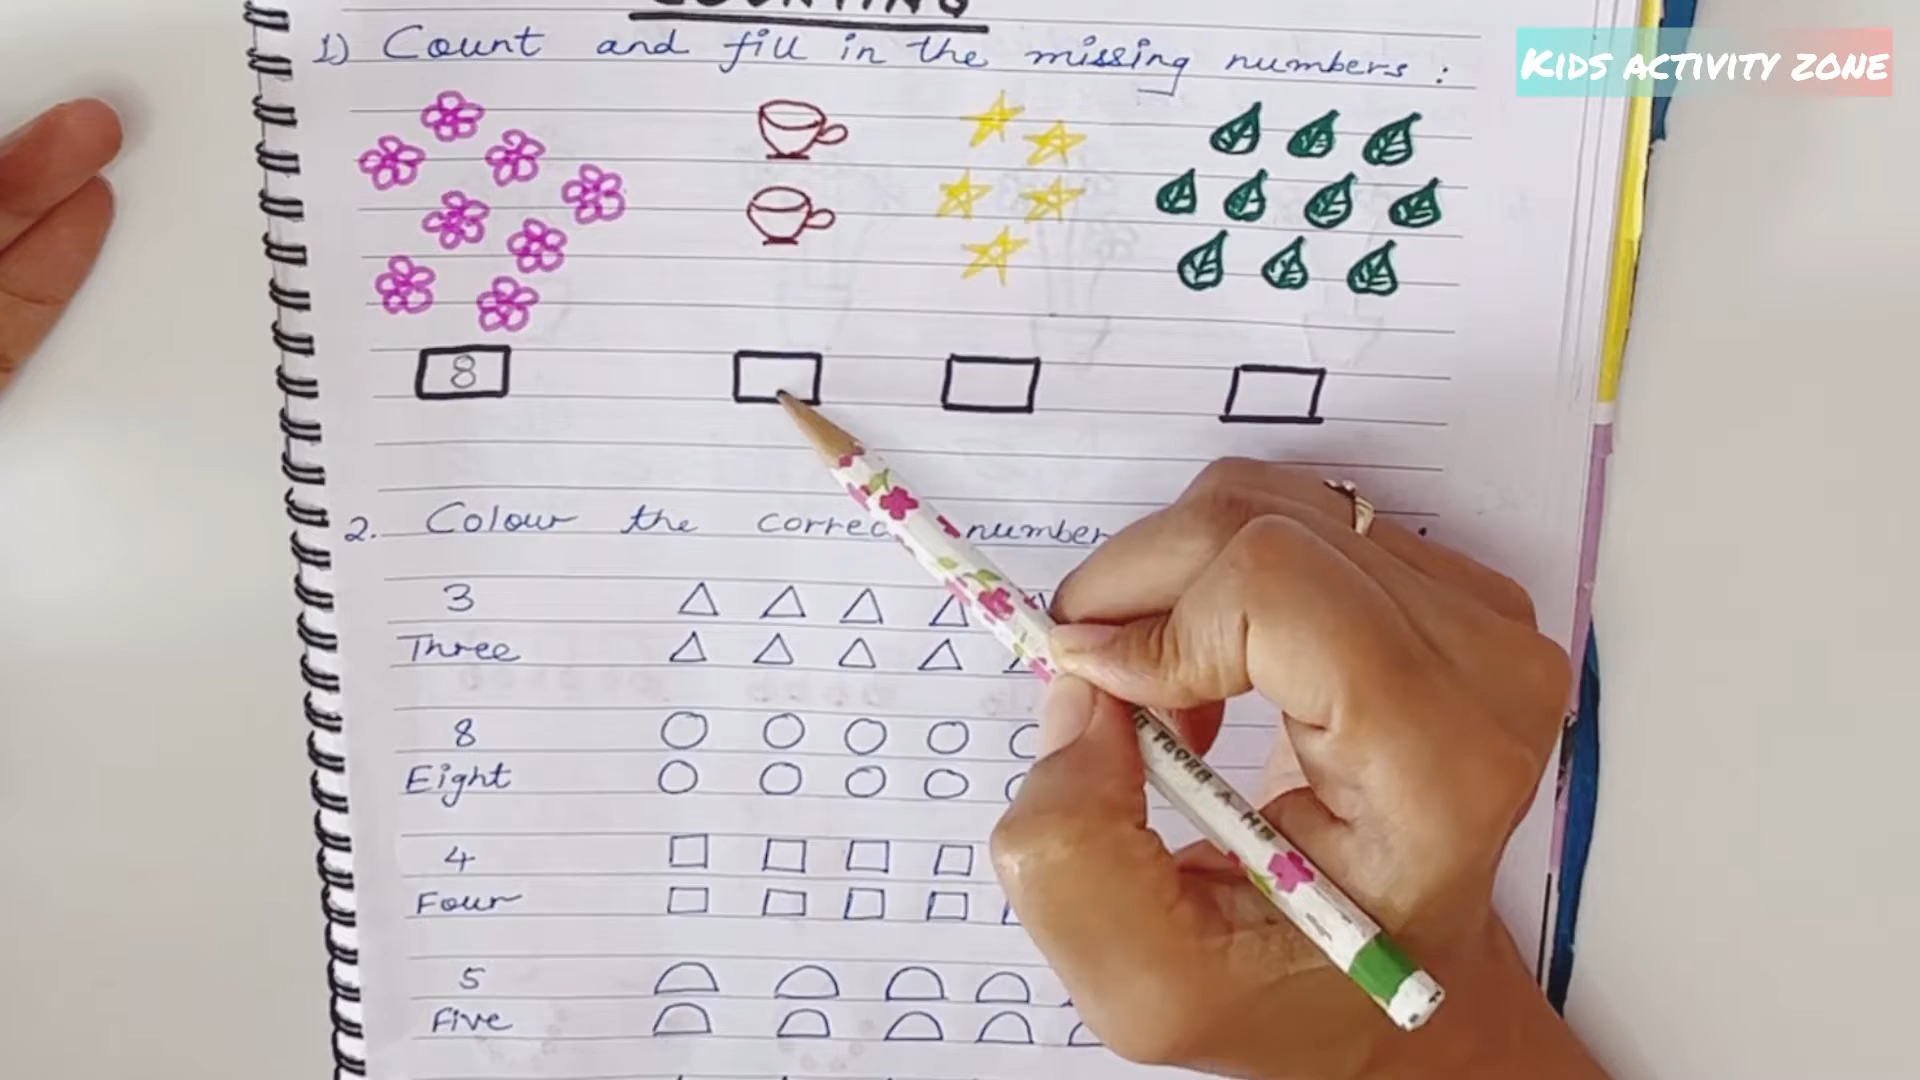 COUNTING
1) Count and fill in the missing numbers :
8
2. Colour the correc number :
3
Three
8
Eight
4
Four
5
Five
KIDS ACTIVITY ZONE